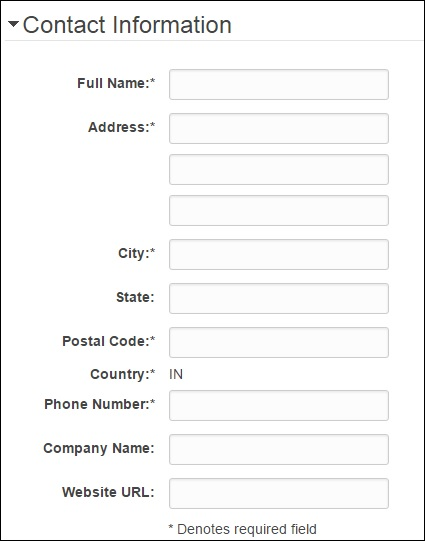 Contact Information
Full Name:*
Address:*
City:*
State:
Postal Code:*
Country:* IN
Phone Number:*
Company Name:
Website URL:
* Denotes required field